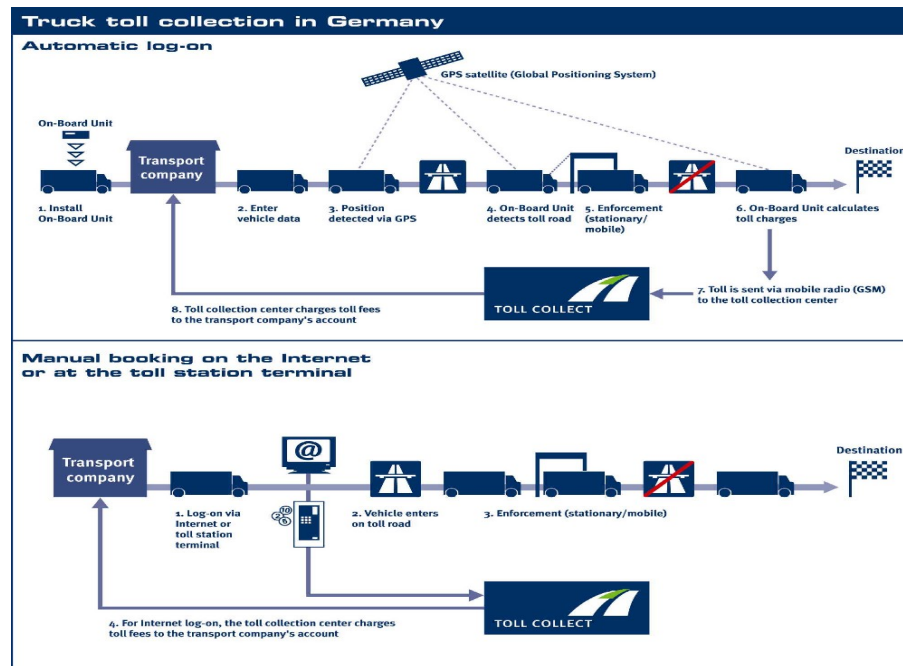 Truck toll collection in Germany
Automatic log-on
GPS satellite (Global Positioning System)
On-Board Unit
Transport
company
Destination
1. Install
On-Board Unit
2. Enter
vehicle data
3. Position
detected via GPS
4. On-Board Unit
detects toll road
5. Enforcement
(stationary/
mobile)
6. On-Board Unit calculates
toll charges
7. Toll is sent via mobile radio (GSM)
to the toll collection center
TOLL COLLECT
8. Toll collection center charges toll fees
to the transport company's account
Manual booking on the Internet
or at the toll station terminal
@
Transport
company
Destination
1. Log-on via
Internet or
toll station
terminal
2. Vehicle enters
on toll road
3. Enforcement (stationary/mobile)
TOLL COLLECT
4. For Internet log-on, the toll collection center charges
toll fees to the transport company's account